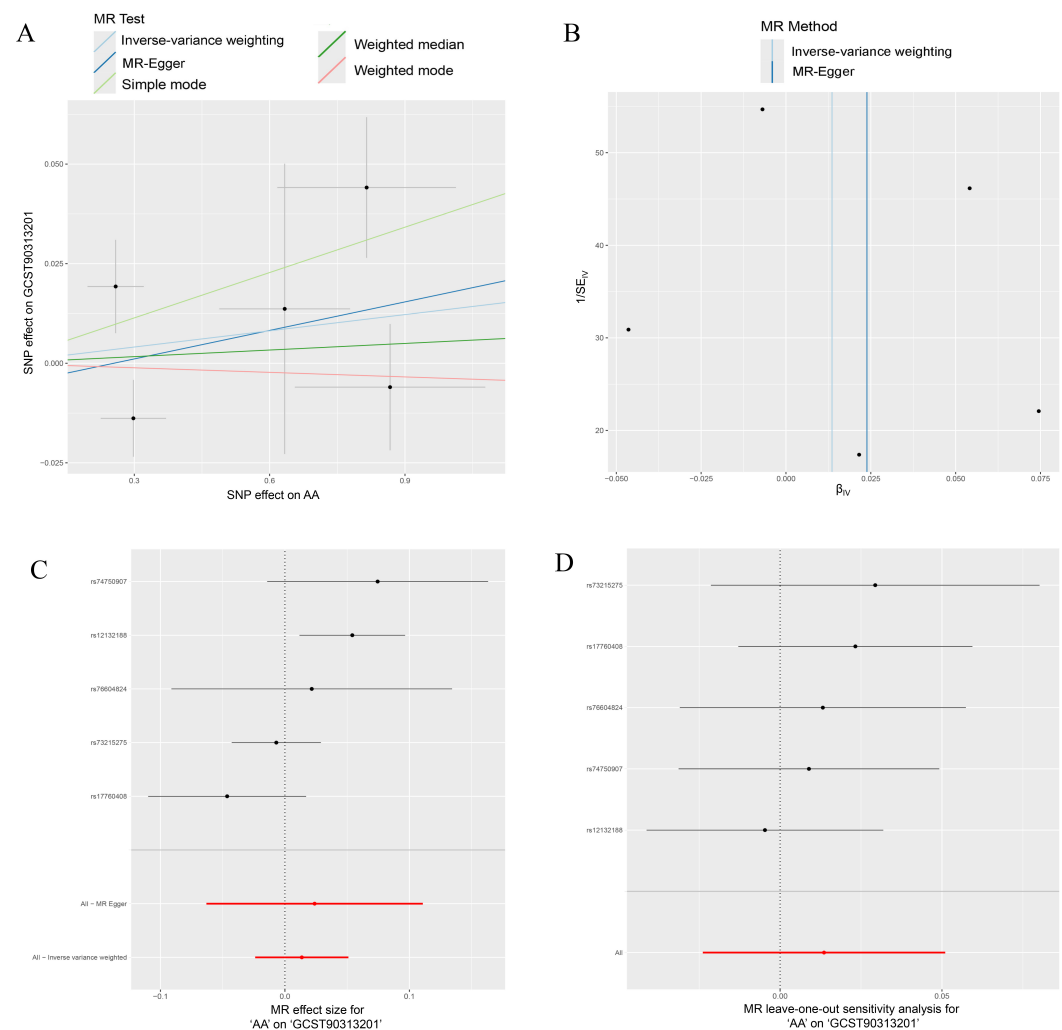 A
MR Test
Inverse-variance weighting
MR-Egger
Simple mode
Weighted median
Weighted mode
SNP effect on GCST90313201
0.050
0.025
0.000
−0.025
0.3
0.6
0.9
SNP effect on AA
B
MR Method
Inverse-variance weighting
MR-Egger
1/SEIV
50
40
30
20
−0.050
−0.025
0.000
0.025
0.050
0.075
βIV
C
rs74750907
rs12132188
rs76604824
rs73215275
rs17760408
All − MR Egger
All − Inverse variance weighted
−0.1
0.0
0.1
MR effect size for
‘AA’ on ‘GCST90313201’
D
rs73215275
rs17760408
rs76604824
rs74750907
rs12132188
All
0.00
0.05
MR leave−one−out sensitivity analysis for
‘AA’ on ‘GCST90313201’